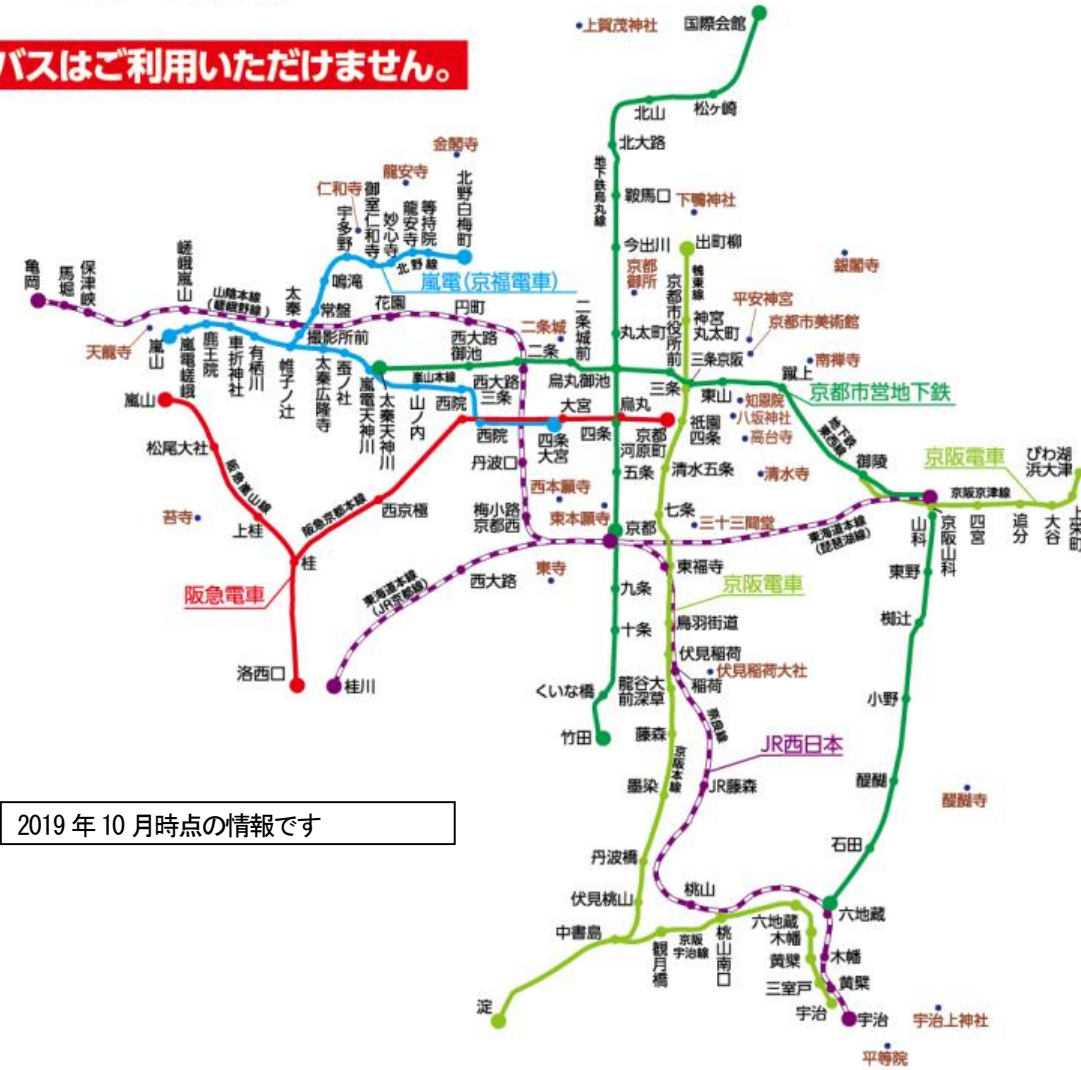 バスはご利用いただけません。
上賀茂神社
国際会館
北山
松ヶ崎
北大路
地下鉄烏丸線
鞍馬口
下鴨神社
今出川
出町柳
京都御所
鴨東線
銀閣寺
丸太町
神宮丸太町
京都市役所前
平安神宮
京都市美術館
三条京阪
南禅寺
金閣寺
龍安寺
仁和寺
北野白梅町
等持院
龍安寺
妙心寺
御室仁和寺
宇多野
北野線
嵐電(京福電車)
鳴滝
常盤
撮影所前
亀岡
馬堀
保津峡
嵯峨嵐山
山陰本線
(嵯峨野線)
太秦
花園
円町
二条城
二条城前
天龍寺
嵐山
嵐電嵯峨
鹿王院
車折神社
有栖川
帷子ノ辻
太秦広隆寺
蚕ノ社
嵐電天神川
太秦天神川
嵐山本線
山ノ内
西大路御池
二条
烏丸御池
三条
東山
蹴上
知恩院
八坂神社
高台寺
京都市営地下鉄
地下鉄東西線
嵐山
松尾大社
阪急嵐山線
苔寺
上桂
桂
阪急京都本線
西京極
西院
西大路三条
西院
四条大宮
大宮
烏丸
四条
京都河原町
祇園四条
阪急電車
洛西口
丹波口
五条
清水五条
清水寺
西本願寺
東本願寺
梅小路京都西
京都
七条
三十三間堂
東海道本線
(JR京都線)
西大路
東寺
桂川
東海道本線
(琵琶湖線)
御陵
京阪電車
びわ湖浜大津
京阪京津線
山科
京阪山科
四宮
追分
大谷
上栄町
九条
東福寺
京阪電車
十条
鳥羽街道
伏見稲荷
伏見稲荷大社
稲荷
くいな橋
龍谷大前深草
奈良線
竹田
藤森
京阪本線
JR西日本
墨染
JR藤森
東野
椥辻
小野
醍醐
醍醐寺
石田
2019年10月時点の情報です
丹波橋
伏見桃山
桃山
中書島
観月橋
京阪宇治線
桃山南口
六地蔵
六地蔵
木幡
木幡
黄檗
黄檗
三室戸
宇治
宇治
淀
宇治上神社
平等院